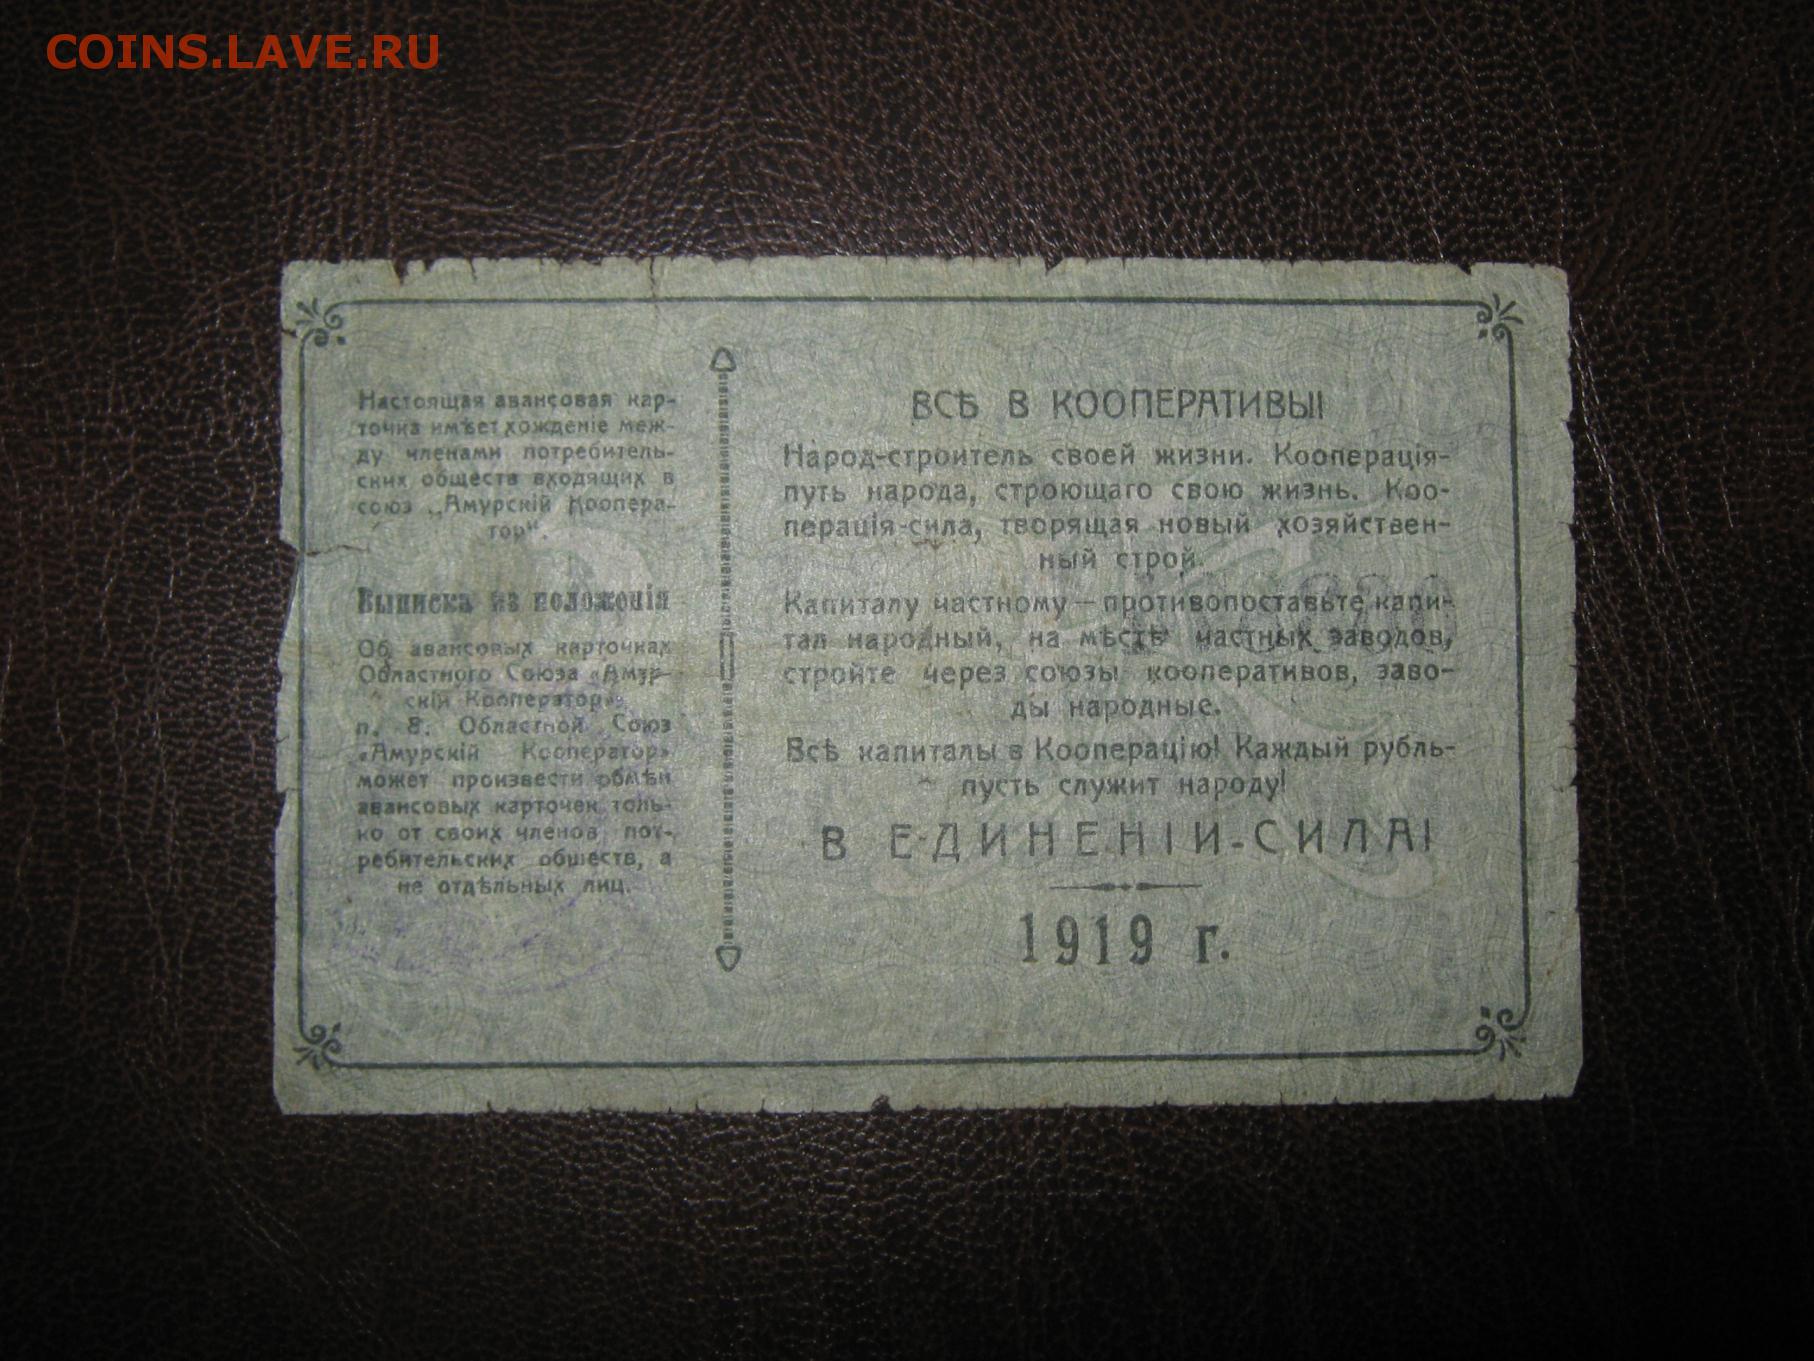 COINS.LAVE.RU
Настоящая авансовая кар-
точка имѣет хожденіе меж-
ду членами потребитель-
ских обществ входящих в
союз „Амурскій Коопера-
тор".
Выписка из положенія
Об авансовых карточках
Областного Союза «Амур-
скій Кооператор»
п. 8. Областной Союз
«Амурскій Кооператор»
может произвести обмѣн
авансовых карточек толь-
ко от своих членов пот-
ребительских обществ, а
не отдѣльных лиц.
ВСѢ В КООПЕРАТИВЫ!
Народ-строитель своей жизни. Кооперація-
путь народа, строющаго свою жизнь. Коо-
перація-сила, творящая новый хозяйствен-
ный строй.
Капиталу частному — противопоставьте капи-
тал народный, на мѣстѣ частных заводов,
стройте через союзы кооперативов, заво-
ды народные.
Всѣ капиталы в Кооперацію! Каждый рубль-
пусть служит народу!
В ЕДИНЕНІИ-СИЛА!
1919 г.